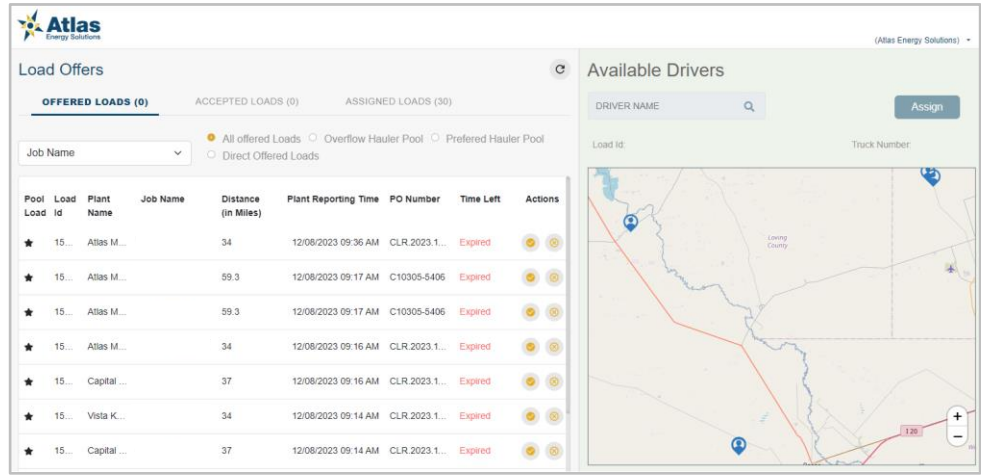 Atlas
Energy Solutions
(Atlas Energy Solutions)
Load Offers
OFFERED LOADS (0) ACCEPTED LOADS (0) ASSIGNED LOADS (30)
Job Name
All offered Loads Overflow Hauler Pool Prefered Hauler Pool
Direct Offered Loads
Pool Load Plant Job Name Distance Plant Reporting Time PO Number Time Left Actions
Load Id Name (in Miles)
15... Atlas M... 34 12/08/2023 09:36 AM CLR.2023.1... Expired
15... Atlas M... 59.3 12/08/2023 09:17 AM C10305-5406 Expired
15... Atlas M... 59.3 12/08/2023 09:17 AM C10305-5406 Expired
15... Atlas M... 34 12/08/2023 09:16 AM CLR.2023.1... Expired
15... Capital ... 37 12/08/2023 09:16 AM CLR.2023.1... Expired
15... Vista K... 34 12/08/2023 09:14 AM CLR.2023.1... Expired
15... Capital ... 37 12/08/2023 09:14 AM CLR.2023.1... Expired
Available Drivers
DRIVER NAME
Assign
Load Id: Truck Number:
Loving
County
I 20
+
−